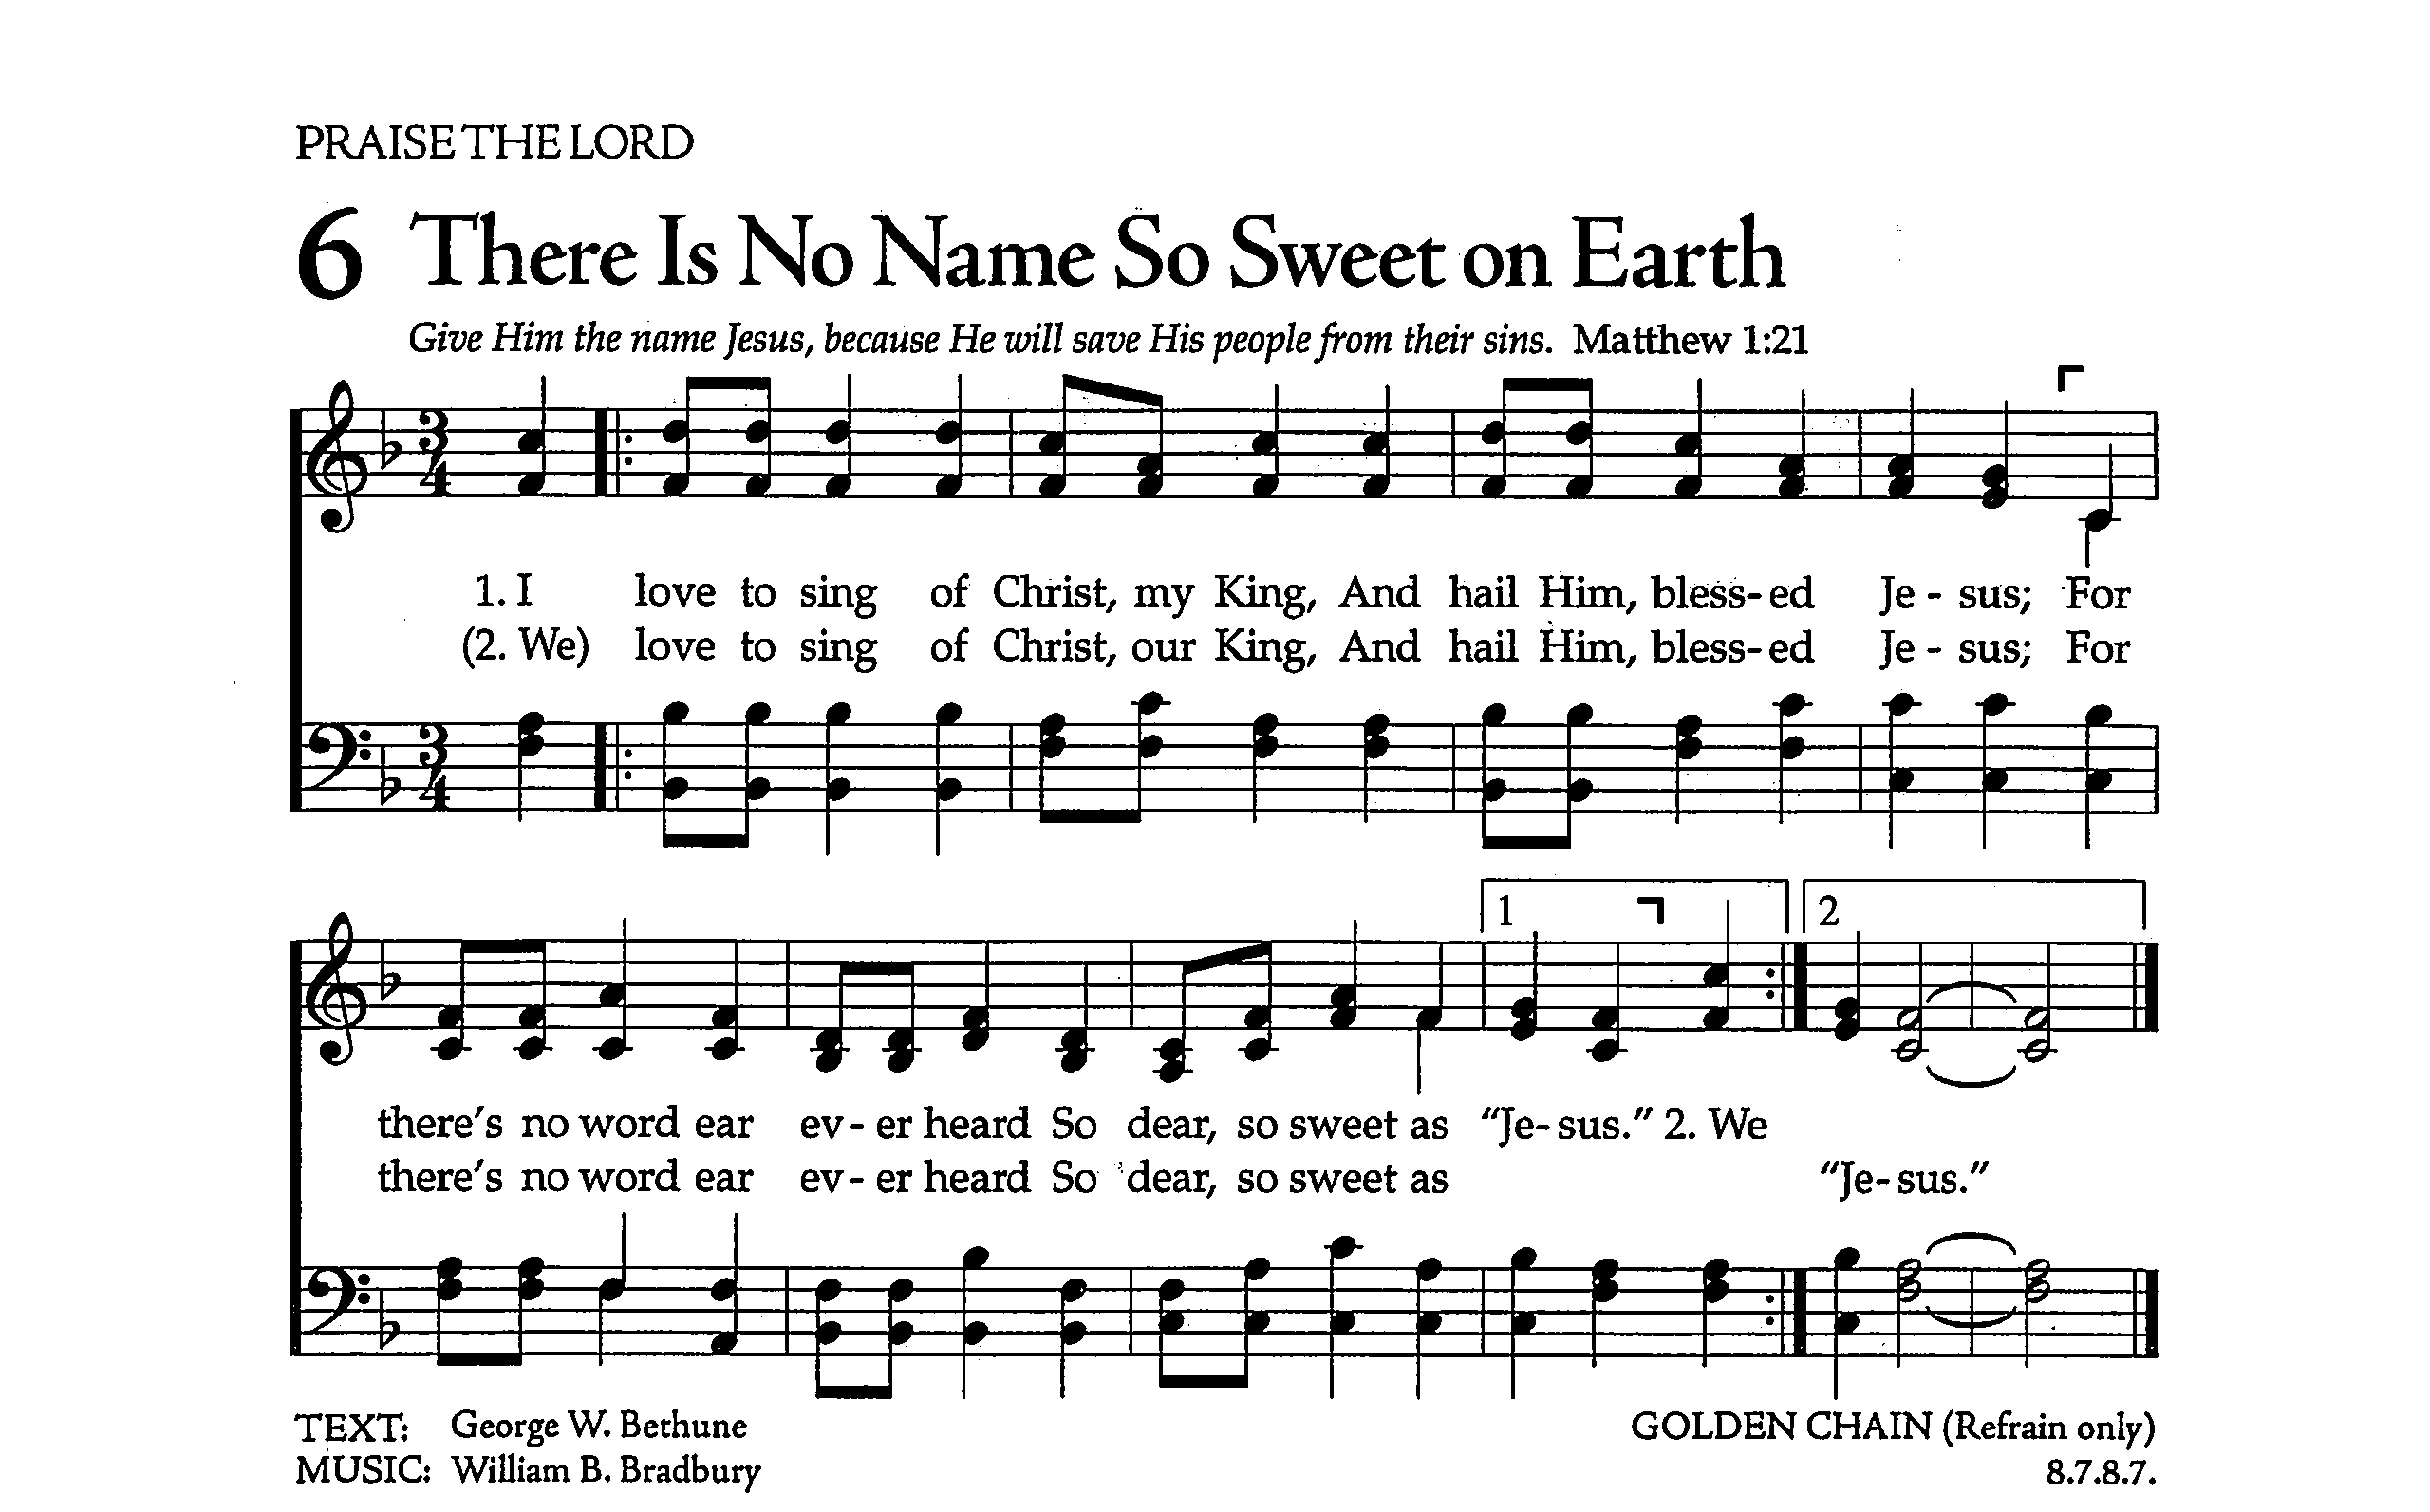 PRAISE THE LORD
6 There Is No Name So Sweet on Earth
Give Him the name Jesus, because He will save His people from their sins. Matthew 1:21
3 4
1. I love to sing of Christ, my King, And hail Him, bless-ed Je - sus; For
(2. We) love to sing of Christ, our King, And hail Him, bless-ed Je - sus; For
3 4
1 2
there's no word ear ev - er heard So dear, so sweet as "Je- sus." 2. We
there's no word ear ev - er heard So dear, so sweet as "Je- sus."
TEXT: George W. Bethune GOLDEN CHAIN (Refrain only)
MUSIC: William B. Bradbury 8.7.8.7.